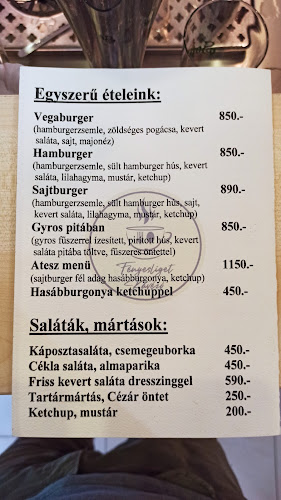 Egyszerű ételeink:
Vegaburger 850.-
(hamburgerzsemle, zöldséges pogácsa, kevert
saláta, sajt, majonéz)
Hamburger 850.-
(hamburgerzsemle, sült hamburger hús, kevert
saláta, lilahagyma, mustár, ketchup)
Sajtburger 890.-
(hamburgerzsemle, sült hamburger hús, sajt,
kevert saláta, lilahagyma, mustár, ketchup)
Gyros pitában 850.-
(gyros fűszerrel ízesített, pirított hús, kevert
saláta pitába töltve, fűszeres öntettel)
Atesz menü 1150.-
(sajtburger fél adag hasábburgonya, ketchup)
Hasábburgonya ketchuppel 450.-
Fenyesliget
Saláták, mártások:
Káposztasaláta, csemegeuborka 450.-
Cékla saláta, almaparika 450.-
Friss kevert saláta dresszinggel 590.-
Tartármártás, Cézár öntet 250.-
Ketchup, mustár 200.-